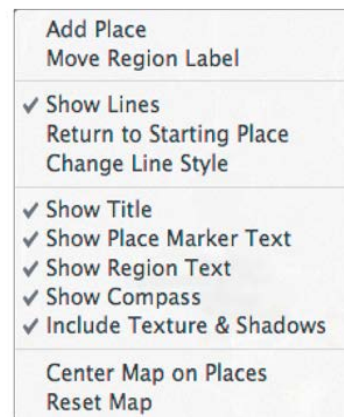 Add Place
Move Region Label
✓ Show Lines
Return to Starting Place
Change Line Style
✓ Show Title
✓ Show Place Marker Text
✓ Show Region Text
✓ Show Compass
✓ Include Texture & Shadows
Center Map on Places
Reset Map